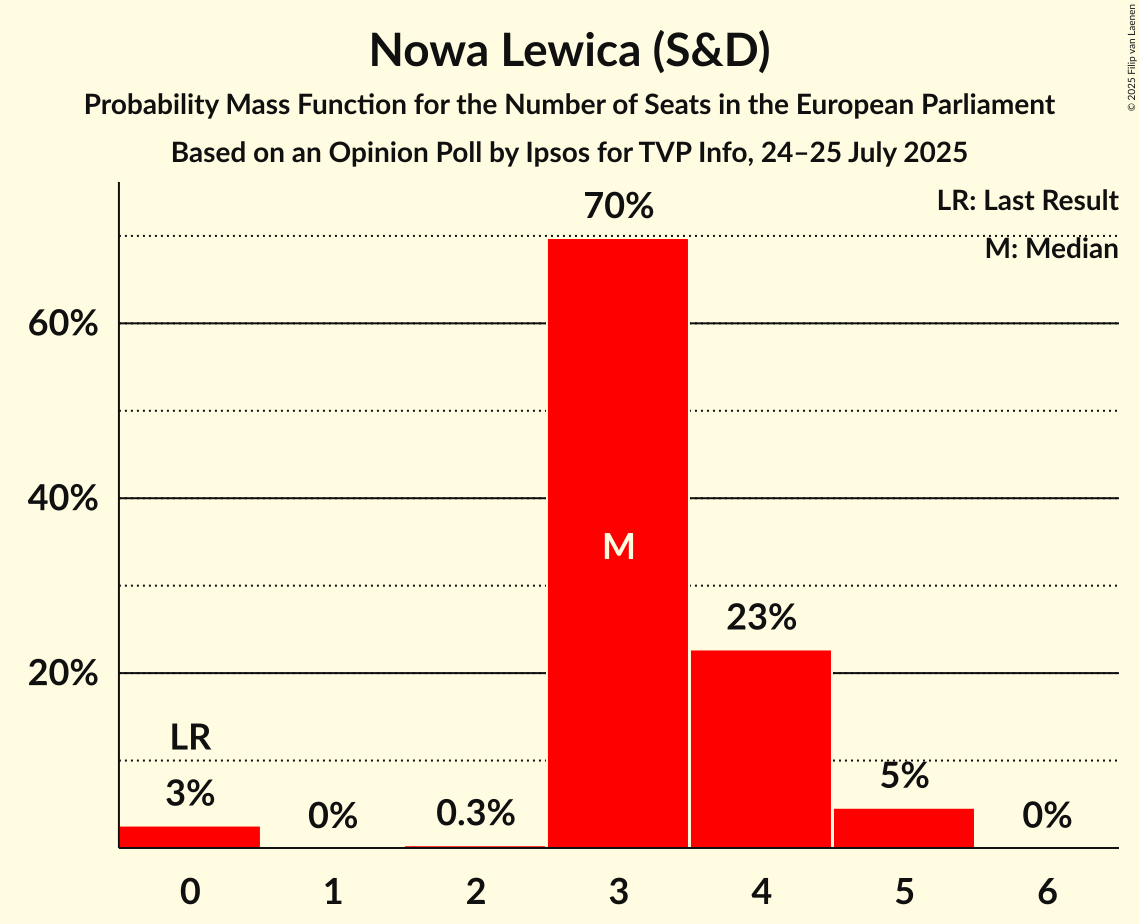 Nowa Lewica (S&D)
Probability Mass Function for the Number of Seats in the European Parliament
Based on an Opinion Poll by Ipsos for TVP Info, 24–25 July 2025
© 2025 Filip van Laenen
LR: Last Result
M: Median
70%
60%
40%
M
23%
20%
LR
3%
0%
0.3%
5%
0%
0 1 2 3 4 5 6